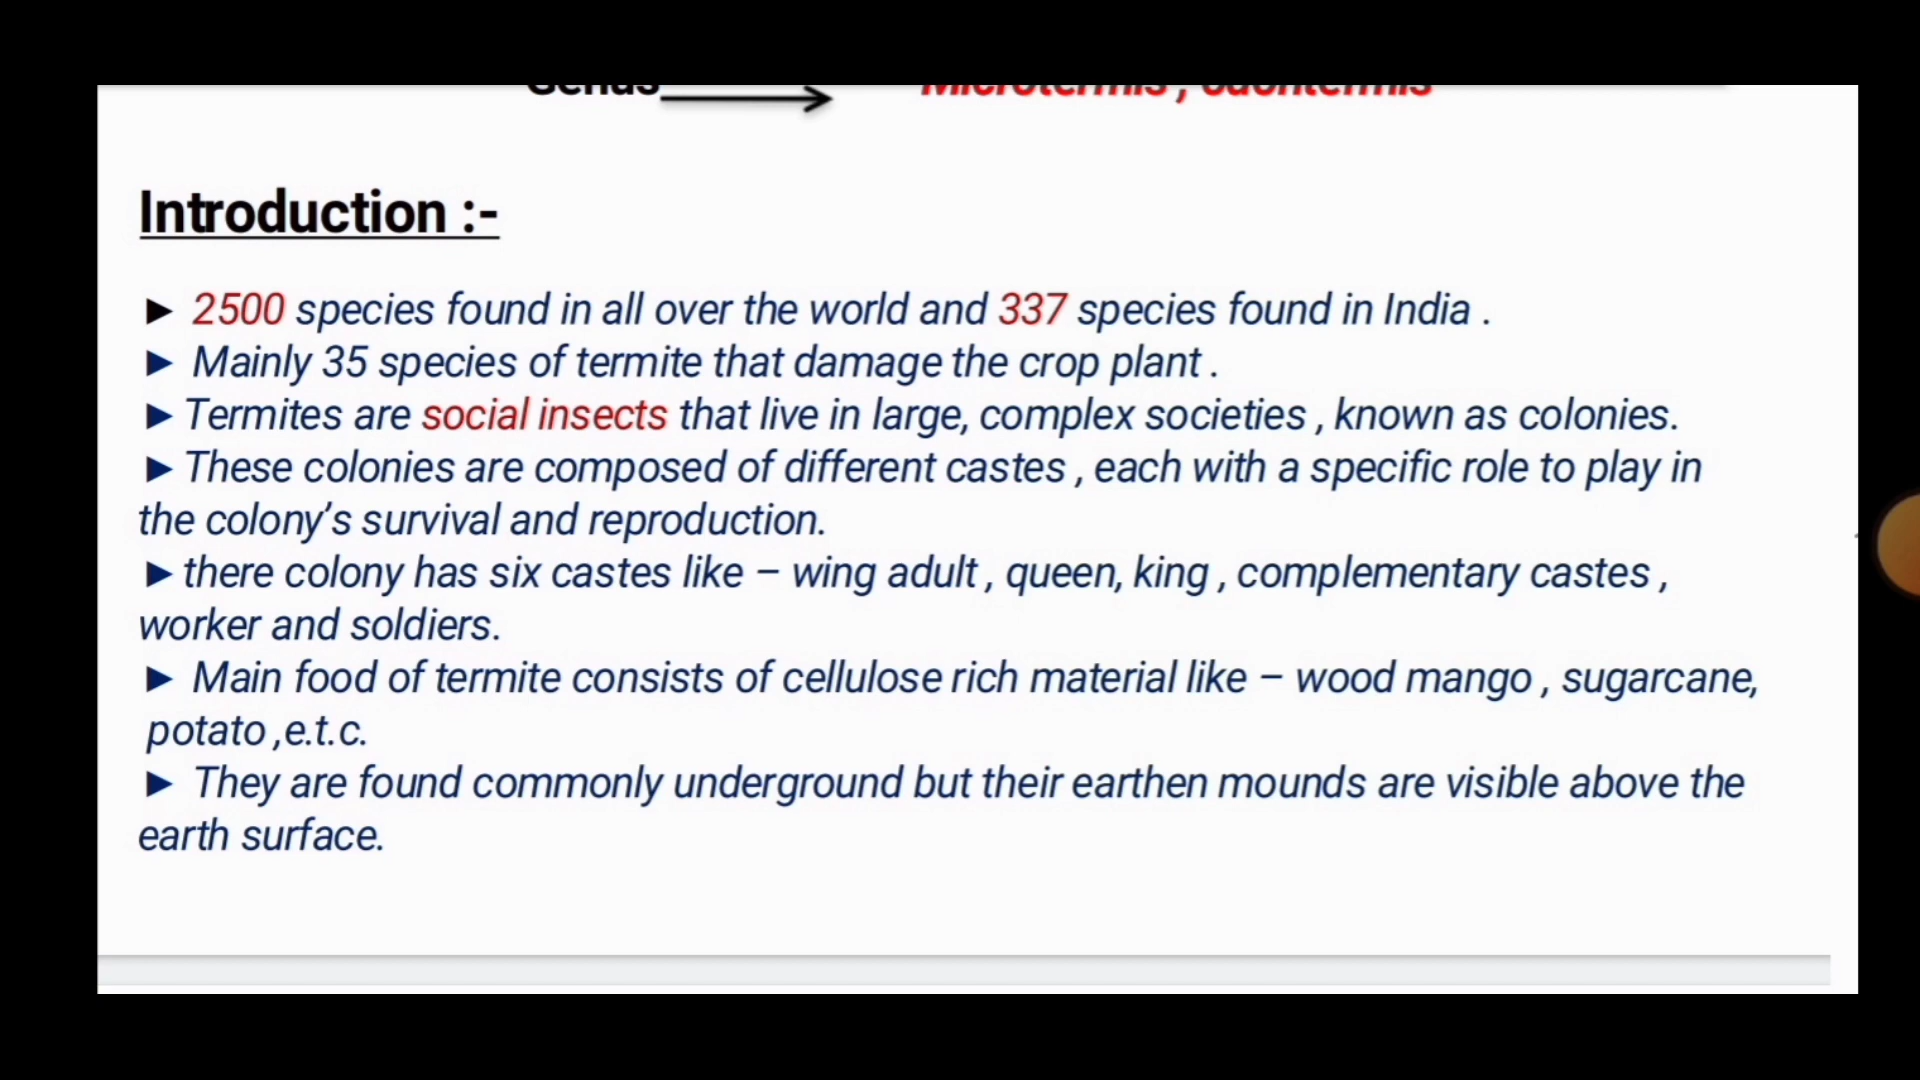 Genus Microtermis , odontermis
Introduction :-
► 2500 species found in all over the world and 337 species found in India .
► Mainly 35 species of termite that damage the crop plant .
► Termites are social insects that live in large, complex societies , known as colonies.
► These colonies are composed of different castes , each with a specific role to play in
the colony’s survival and reproduction.
► there colony has six castes like – wing adult , queen, king , complementary castes ,
worker and soldiers.
► Main food of termite consists of cellulose rich material like – wood mango , sugarcane,
potato ,e.t.c.
► They are found commonly underground but their earthen mounds are visible above the
earth surface.